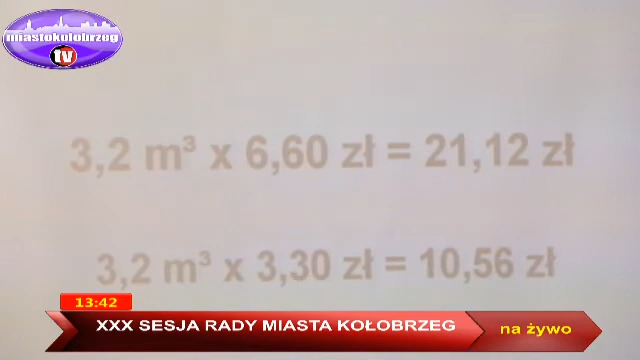 miastokolobrzeg
tv
3,2 m³ x 6,60 zł = 21,12 zł
3,2 m³ x 3,30 zł = 10,56 zł
13:42
XXX SESJA RADY MIASTA KOŁOBRZEG
na żywo